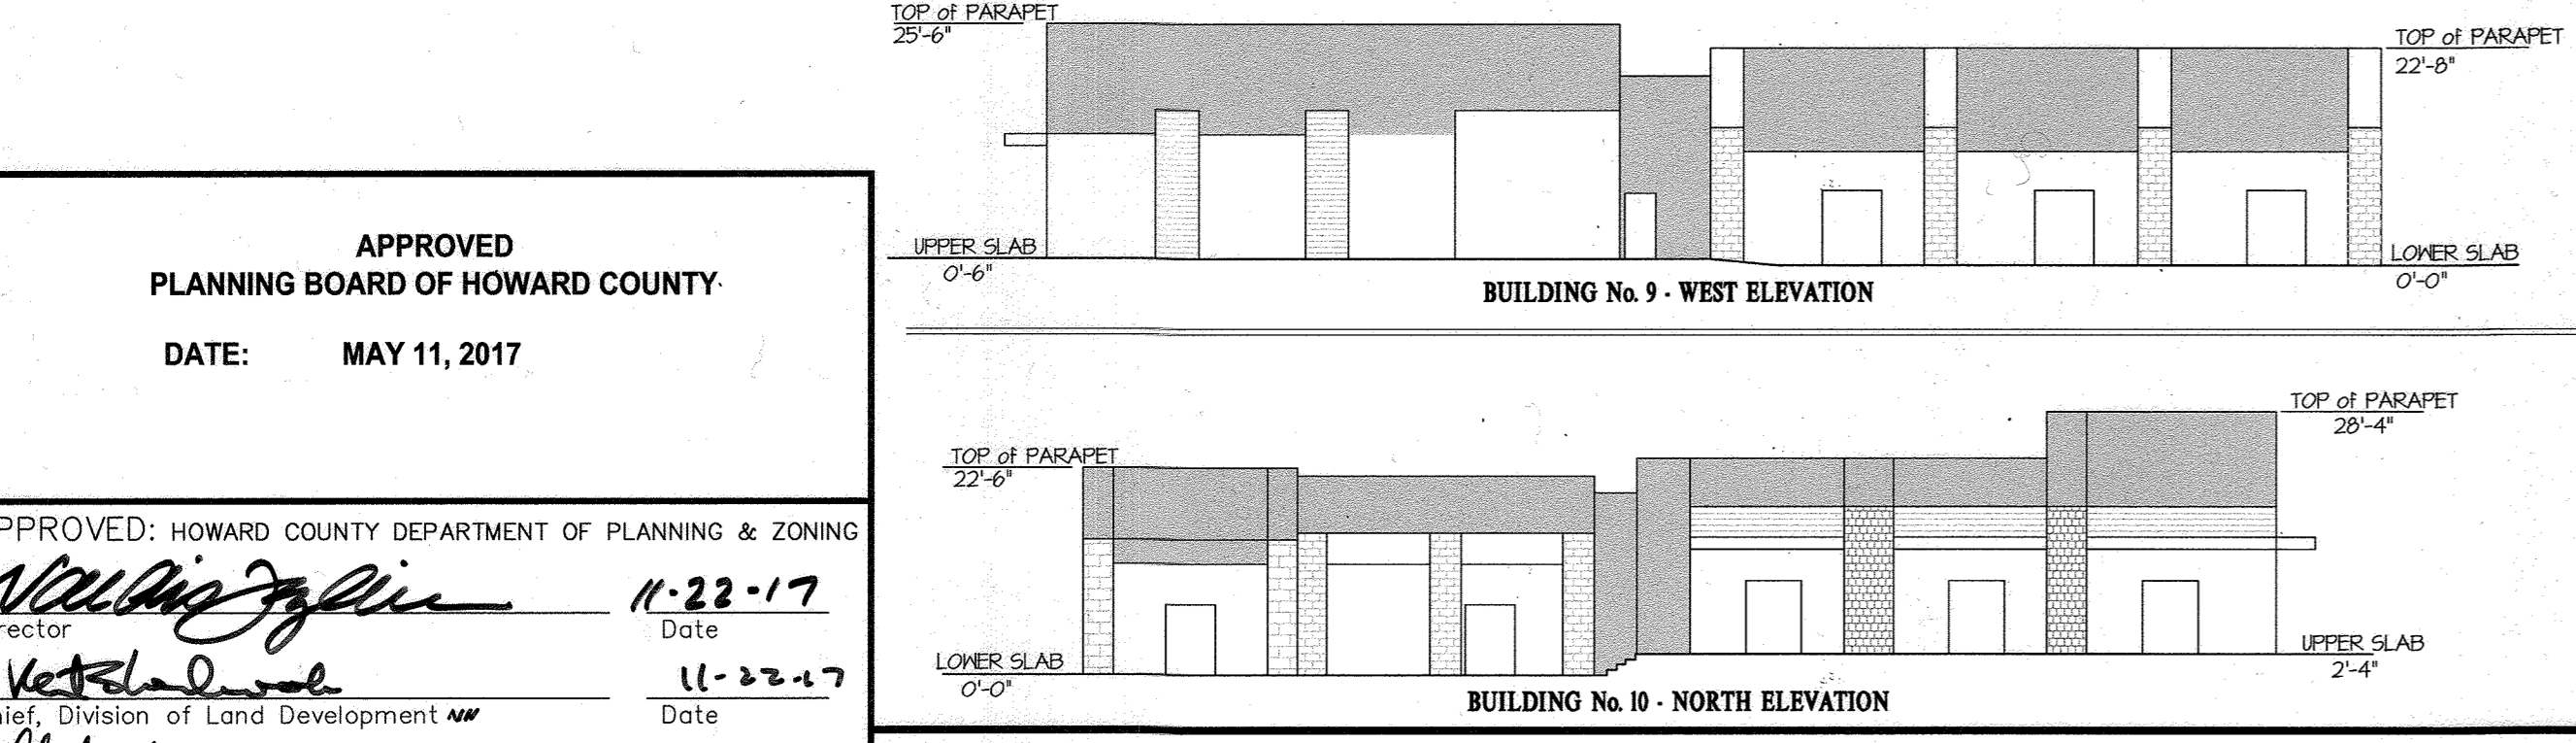 APPROVED
PLANNING BOARD OF HOWARD COUNTY
DATE: MAY 11, 2017
PPROVED: HOWARD COUNTY DEPARTMENT OF PLANNING & ZONING
11-22-17
rector
Date
11-22-17
hief, Division of Land Development
Date
TOP of PARAPET
25'-6"
TOP of PARAPET
22'-8"
UPPER SLAB
0'-6"
LOWER SLAB
0'-0"
BUILDING No. 9 - WEST ELEVATION
TOP of PARAPET
28'-4"
TOP of PARAPET
22'-6"
UPPER SLAB
2'-4"
LOWER SLAB
0'-0"
BUILDING No. 10 - NORTH ELEVATION